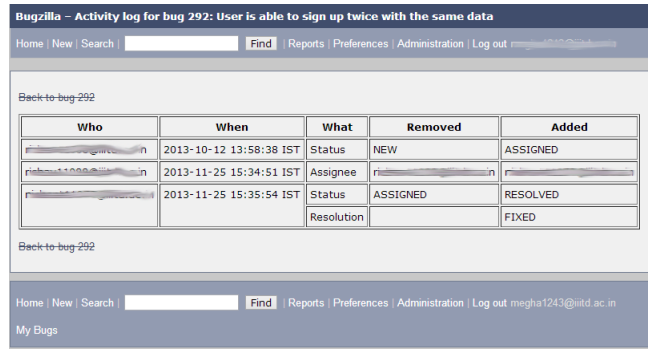 Bugzilla – Activity log for bug 292: User is able to sign up twice with the same data
Home | New | Search | Find | Reports | Preferences | Administration | Log out
Back to bug 292
Who When What Removed Added
2013-10-12 13:58:38 IST Status NEW ASSIGNED
2013-11-25 15:34:51 IST Assignee
2013-11-25 15:35:54 IST Status ASSIGNED RESOLVED
Resolution FIXED
Back to bug 292
Home | New | Search | Find | Reports | Preferences | Administration | Log out megha1243@iiitd.ac.in
My Bugs